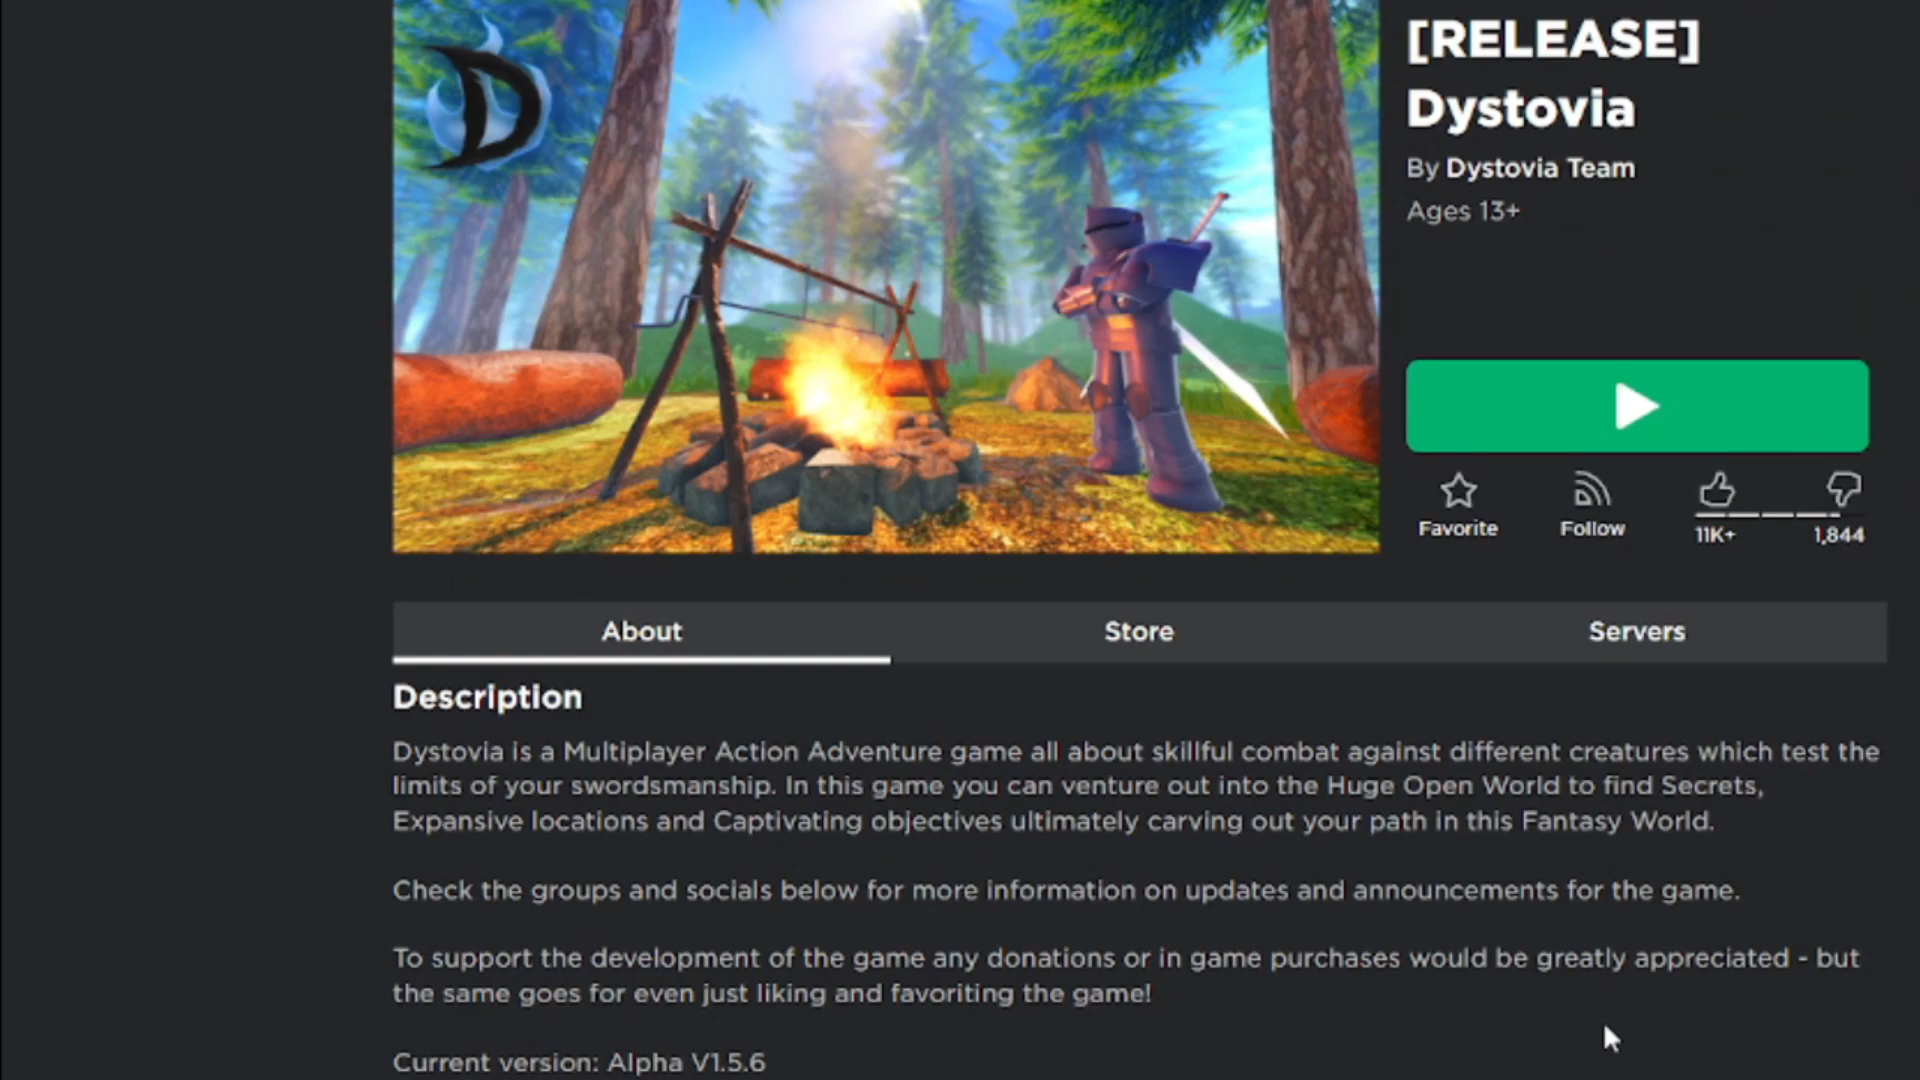 [RELEASE]
Dystovia
By Dystovia Team
Ages 13+
Favorite
Follow
11K+
1,844
About
Store
Servers
Description
Dystovia is a Multiplayer Action Adventure game all about skillful combat against different creatures which test the
limits of your swordsmanship. In this game you can venture out into the Huge Open World to find Secrets,
Expansive locations and Captivating objectives ultimately carving out your path in this Fantasy World.
Check the groups and socials below for more information on updates and announcements for the game.
To support the development of the game any donations or in game purchases would be greatly appreciated - but
the same goes for even just liking and favoriting the game!
Current version: Alpha V1.5.6